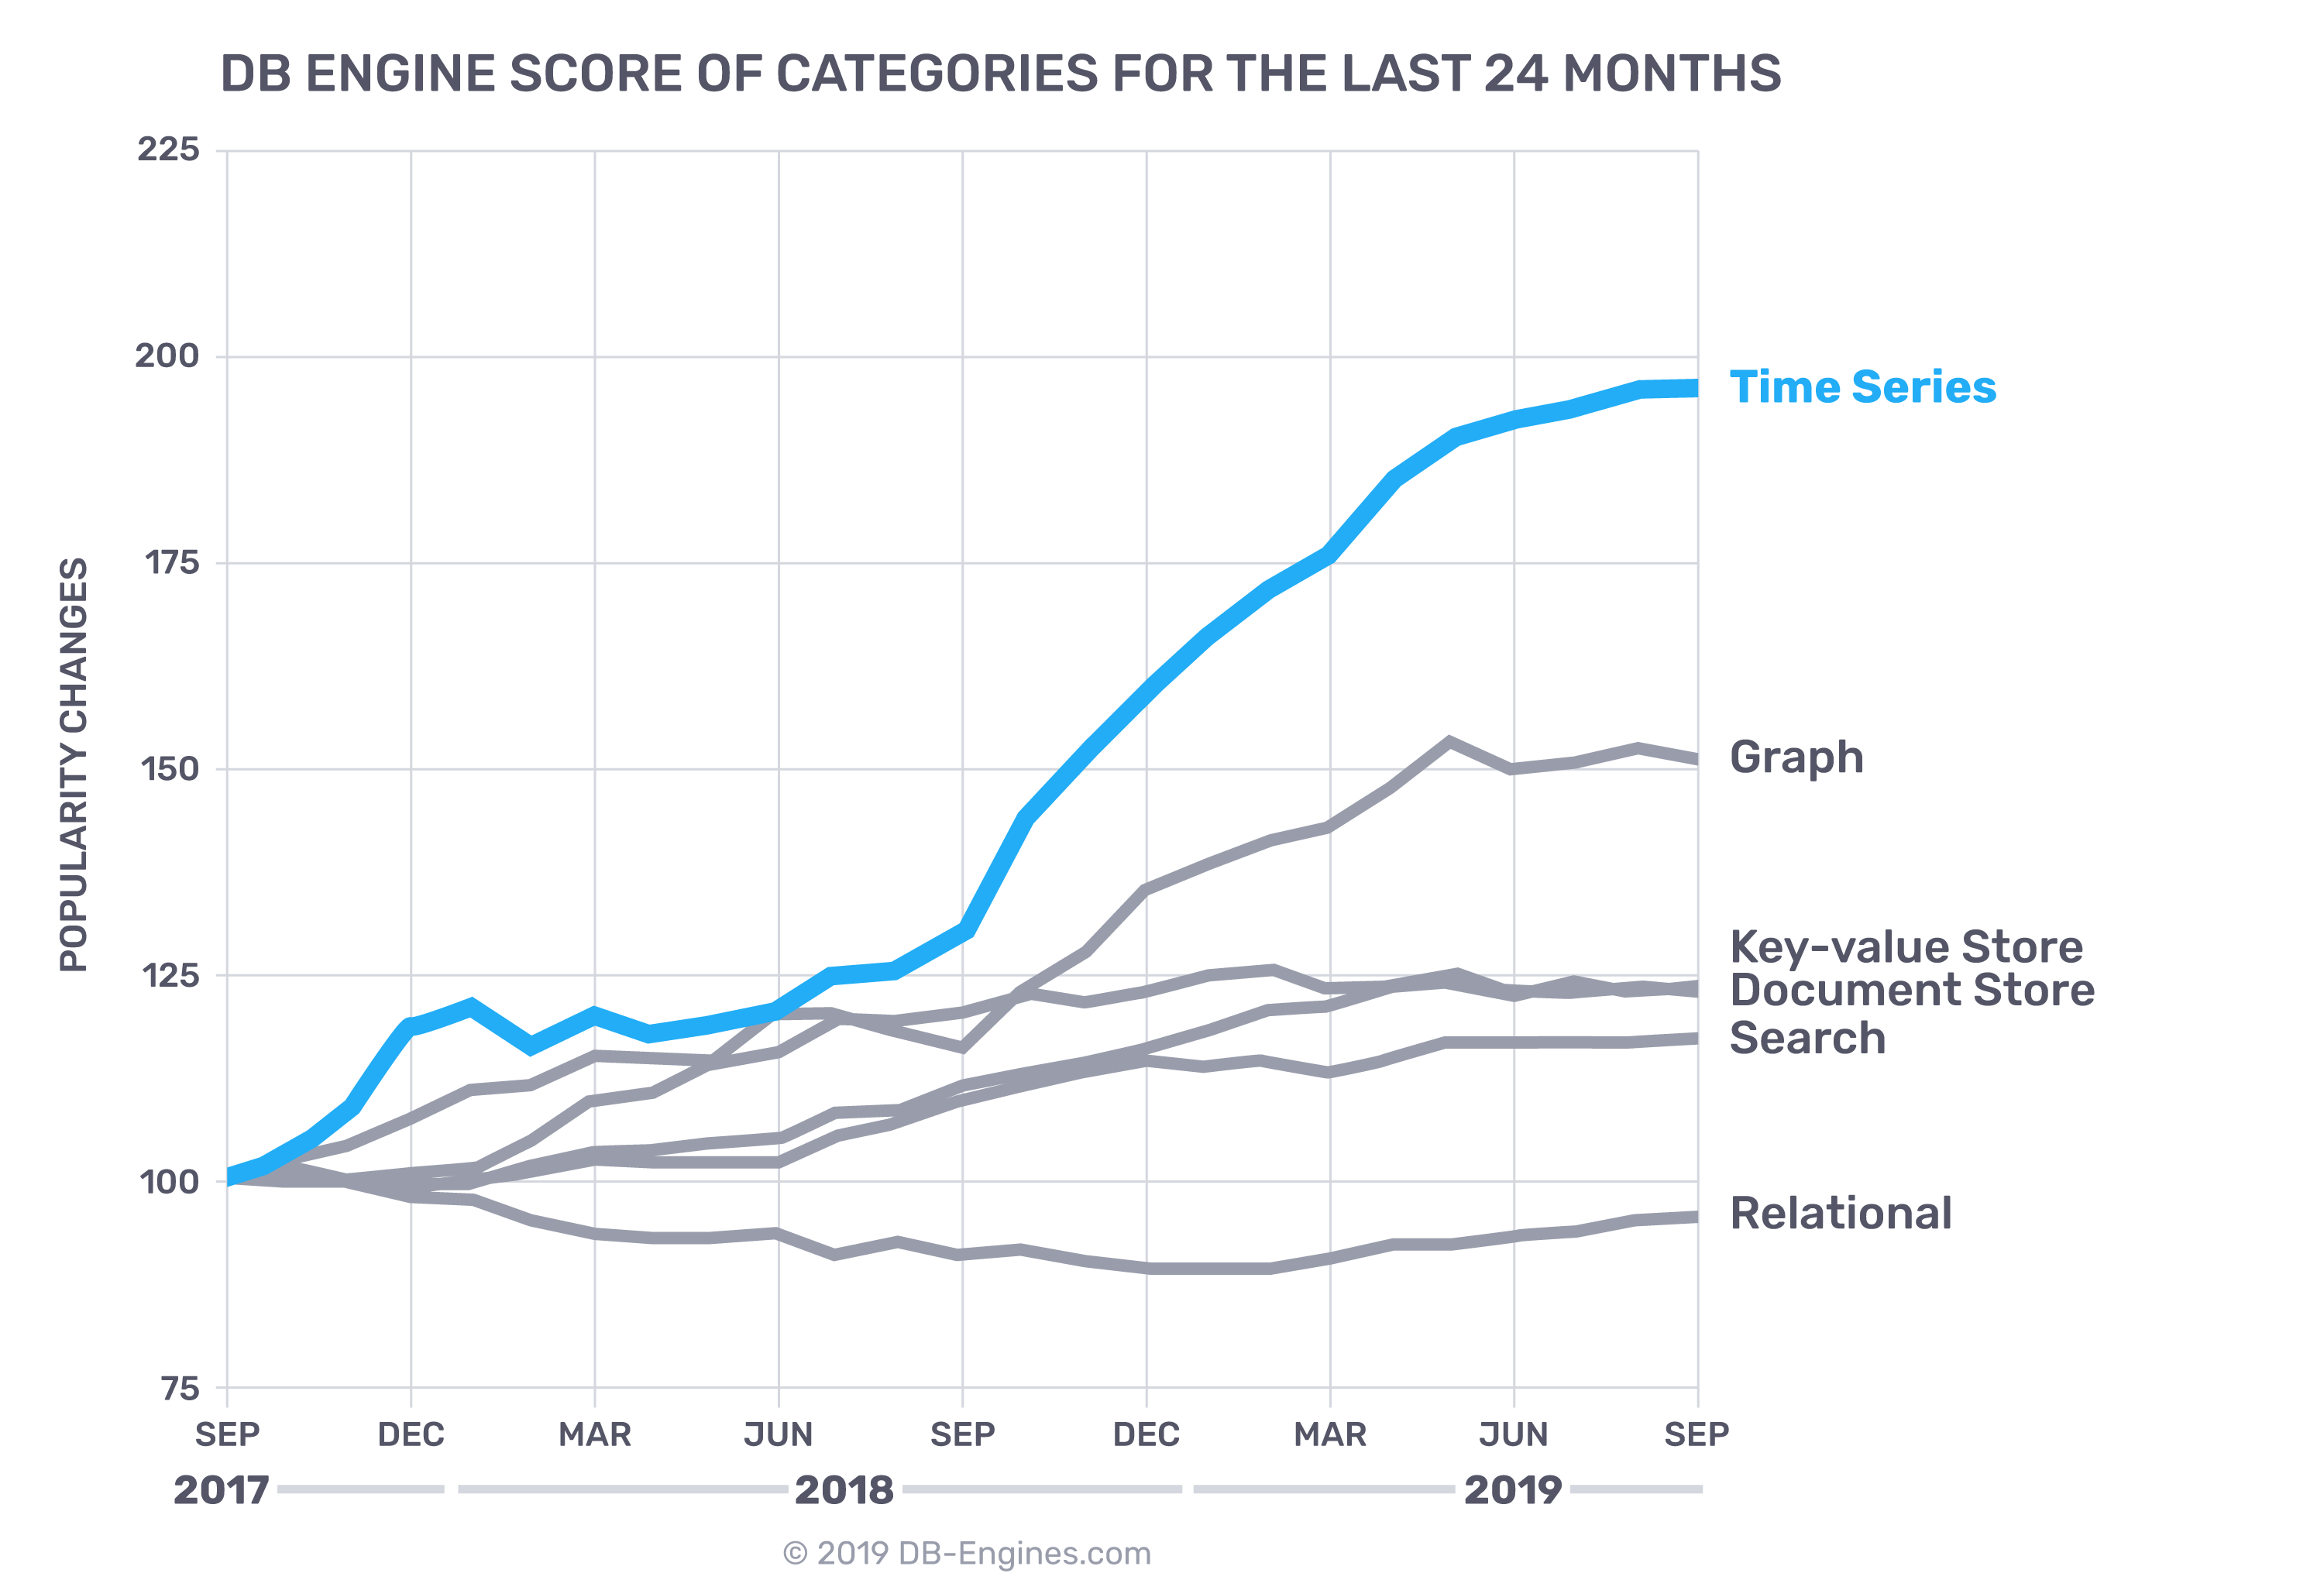 DB ENGINE SCORE OF CATEGORIES FOR THE LAST 24 MONTHS
225
200
175
150
125
100
75
POPULARITY CHANGES
Time Series
Graph
Key-value Store
Document Store
Search
Relational
SEP DEC MAR JUN SEP DEC MAR JUN SEP
2017 2018 2019
© 2019 DB-Engines.com